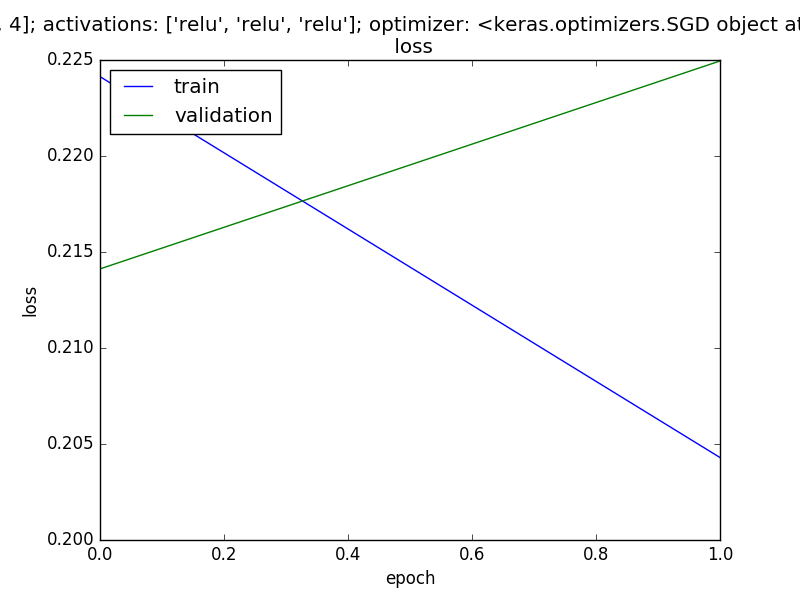 , 4]; activations: ['relu', 'relu', 'relu']; optimizer: <keras.optimizers.SGD object at
loss
train
validation
0.225
0.220
0.215
0.210
0.205
0.200
loss
0.0 0.2 0.4 0.6 0.8 1.0
epoch